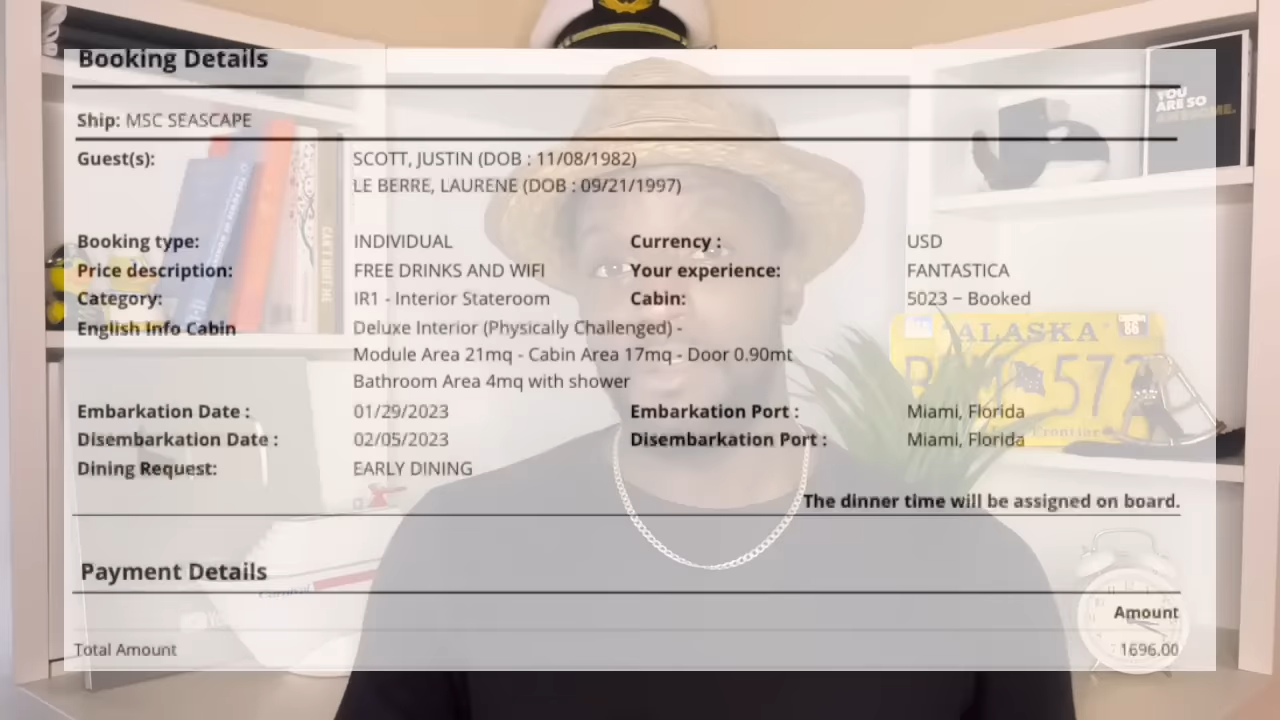 Booking Details
Ship: MSC SEASCAPE
Guest(s): SCOTT, JUSTIN (DOB : 11/08/1982)
LE BERRE, LAURENE (DOB : 09/21/1997)
Booking type: INDIVIDUAL Currency : USD
Price description: FREE DRINKS AND WIFI Your experience: FANTASTICA
Category: IR1 - Interior Stateroom Cabin: 5023 – Booked
English Info Cabin Deluxe Interior (Physically Challenged) -
Module Area 21mq - Cabin Area 17mq - Door 0.90mt
Bathroom Area 4mq with shower
Embarkation Date : 01/29/2023 Embarkation Port : Miami, Florida
Disembarkation Date : 02/05/2023 Disembarkation Port : Miami, Florida
Dining Request: EARLY DINING
The dinner time will be assigned on board.
Payment Details
Amount
Total Amount 1696.00
YOU
ARE SO
AWESOME.
ALASKA
86
573
Frontier
Carnival